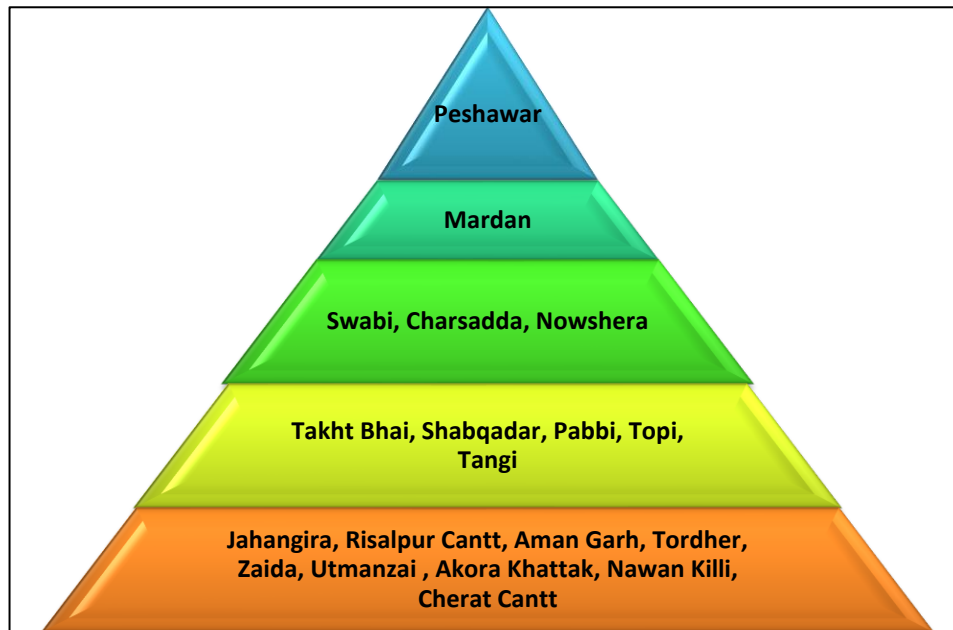 Peshawar
Mardan
Swabi, Charsadda, Nowshera
Takht Bhai, Shabqadar, Pabbi, Topi,
Tangi
Jahangira, Risalpur Cantt, Aman Garh, Tordher,
Zaida, Utmanzai , Akora Khattak, Nawan Killi,
Cherat Cantt